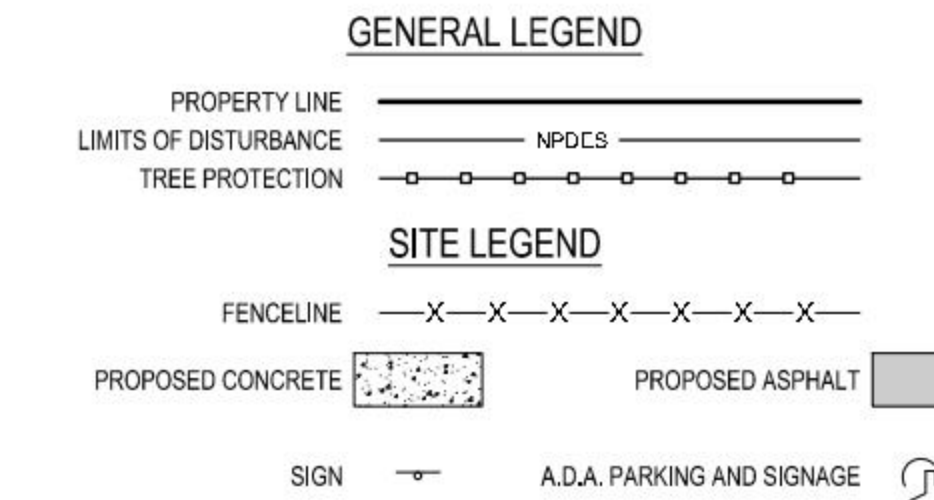 GENERAL LEGEND
PROPERTY LINE
LIMITS OF DISTURBANCE NPDES
TREE PROTECTION
SITE LEGEND
FENCELINE X X X X X X X
PROPOSED CONCRETE PROPOSED ASPHALT
SIGN A.D.A. PARKING AND SIGNAGE